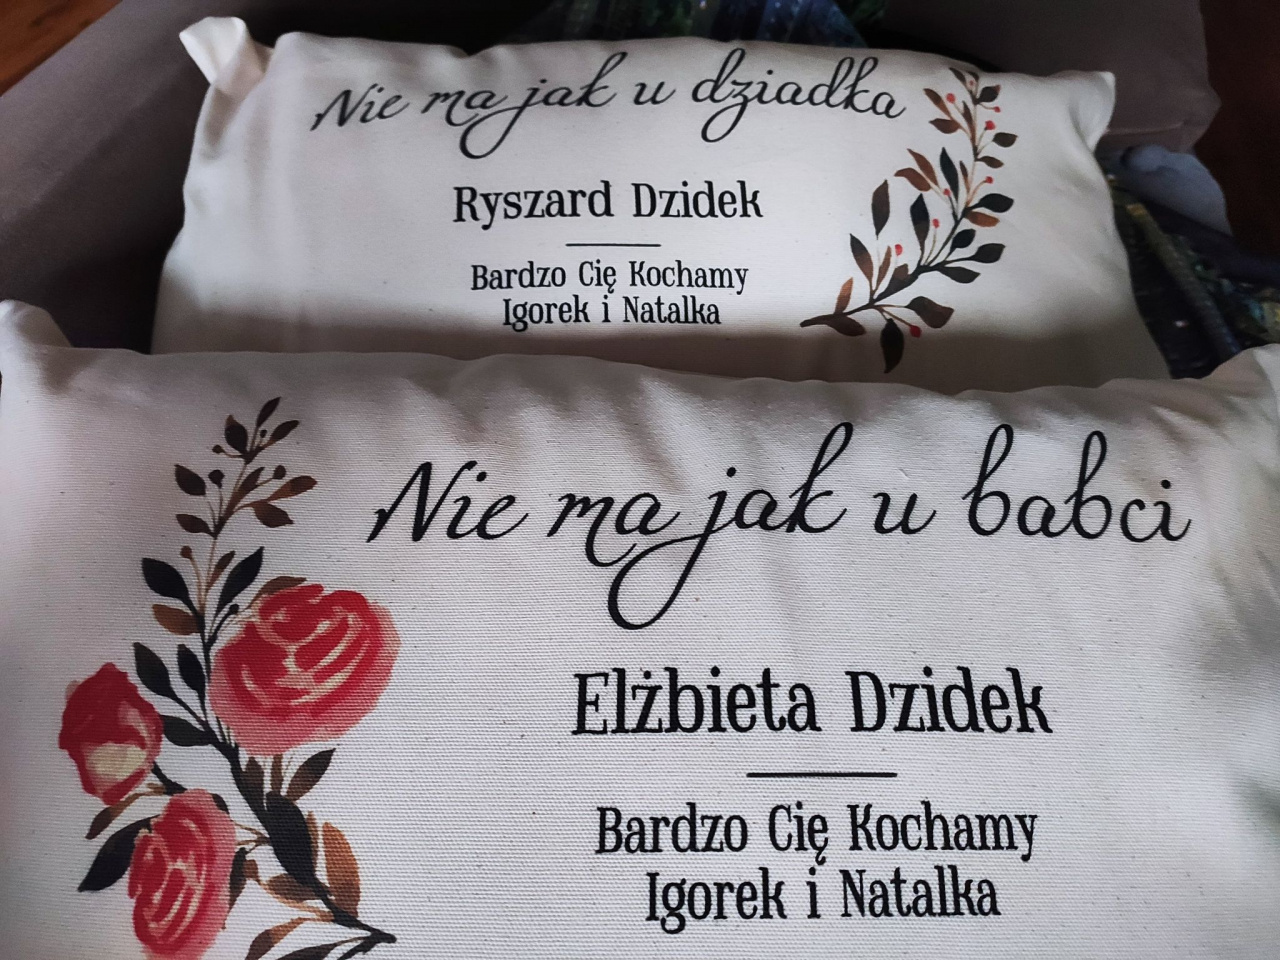 Nie ma jak u dziadka
Ryszard Dzidek
Bardzo Cię Kochamy
Igorek i Natalka
Nie ma jak u babci
Elżbieta Dzidek
Bardzo Cię Kochamy
Igorek i Natalka